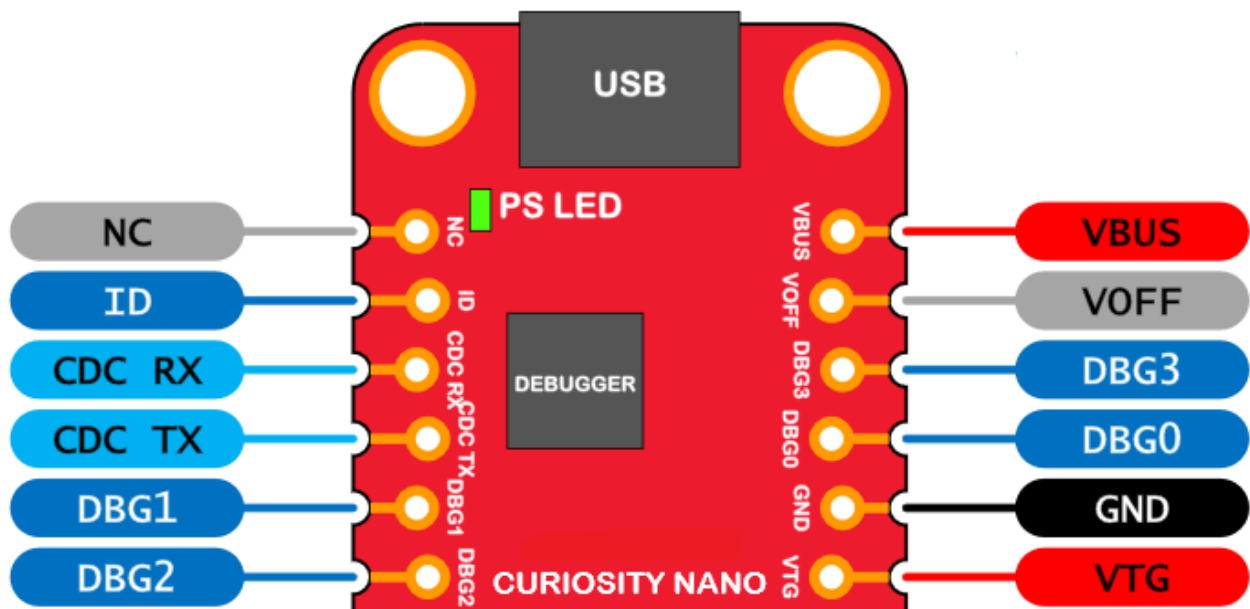 USB
PS LED
NC NC VBUS VBUS
ID ID VOFF VOFF
CDC RX CDC RX DBG3 DBG3
DEBUGGER
CDC TX CDC TX DBG0 DBG0
DBG1 DBG1 GND GND
DBG2 DBG2 CURIOSITY NANO VTG VTG